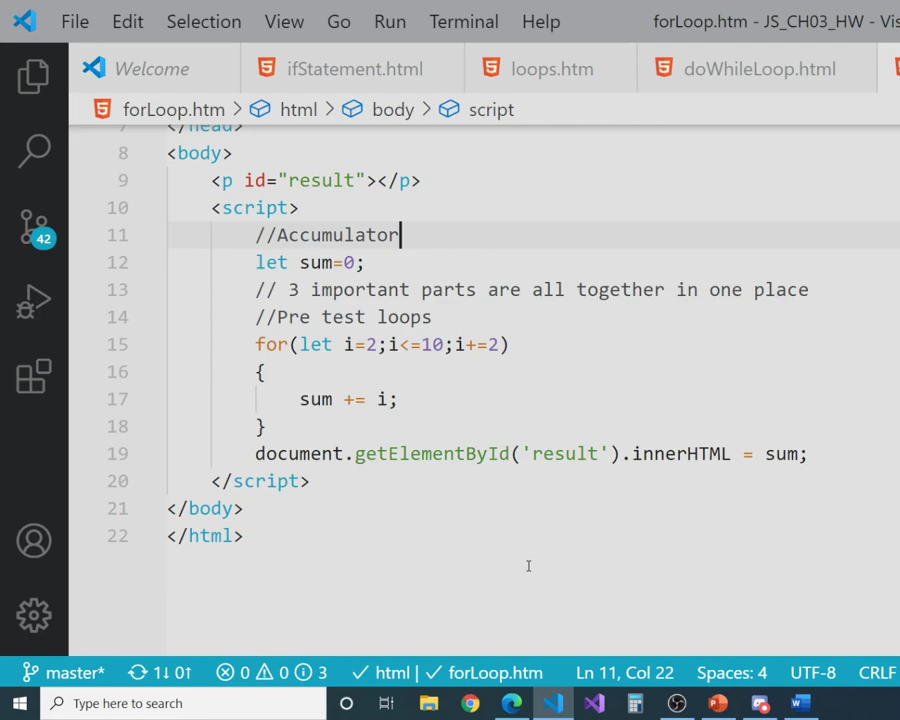 File Edit Selection View Go Run Terminal Help forLoop.htm - JS_CH03_HW - Vis
Welcome ifStatement.html loops.htm doWhileLoop.html
forLoop.htm > html > body > script
7 </head>
8 <body>
9 <p id="result"></p>
10 <script>
11 //Accumulator
12 let sum=0;
13 // 3 important parts are all together in one place
14 //Pre test loops
15 for(let i=2;i<=10;i+=2)
16 {
17 sum += i;
18 }
19 document.getElementById('result').innerHTML = sum;
20 </script>
21 </body>
22 </html>
42
master* 1↓ 0↑ 0 0 3 html | forLoop.htm Ln 11, Col 22 Spaces: 4 UTF-8 CRLF
Type here to search